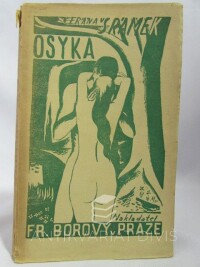 FRÁŇA ŠRÁMEK
OSYKA
Nakladatel
FR. BOROVÝ, PRAZE